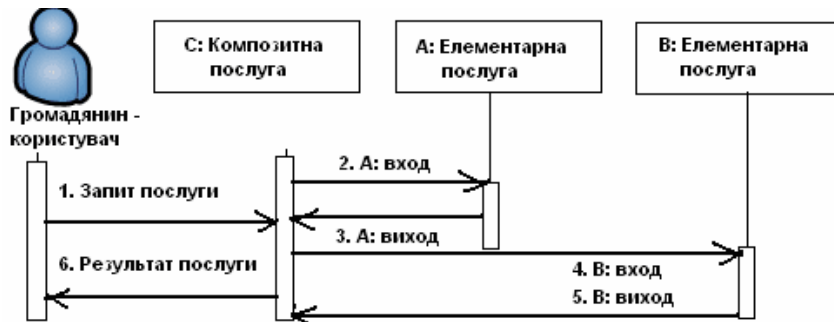 С: Композитна
послуга
А: Елементарна
послуга
В: Елементарна
послуга
Громадянин -
користувач
1. Запит послуги
2. А: вход
3. А: виход
4. В: вход
5. В: виход
6. Результат послуги